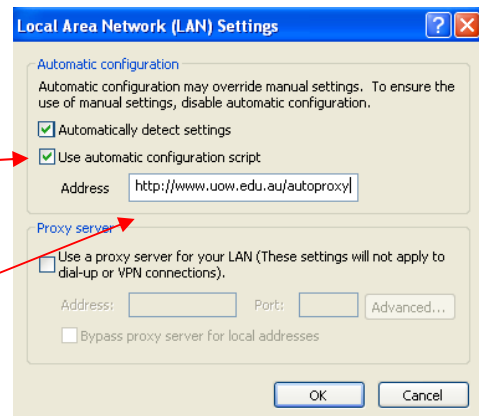 Local Area Network (LAN) Settings
Automatic configuration
Automatic configuration may override manual settings. To ensure the
use of manual settings, disable automatic configuration.
Automatically detect settings
Use automatic configuration script
Address http://www.uow.edu.au/autoproxy
Proxy server
Use a proxy server for your LAN (These settings will not apply to
dial-up or VPN connections).
Address: Port: Advanced...
Bypass proxy server for local addresses
OK Cancel